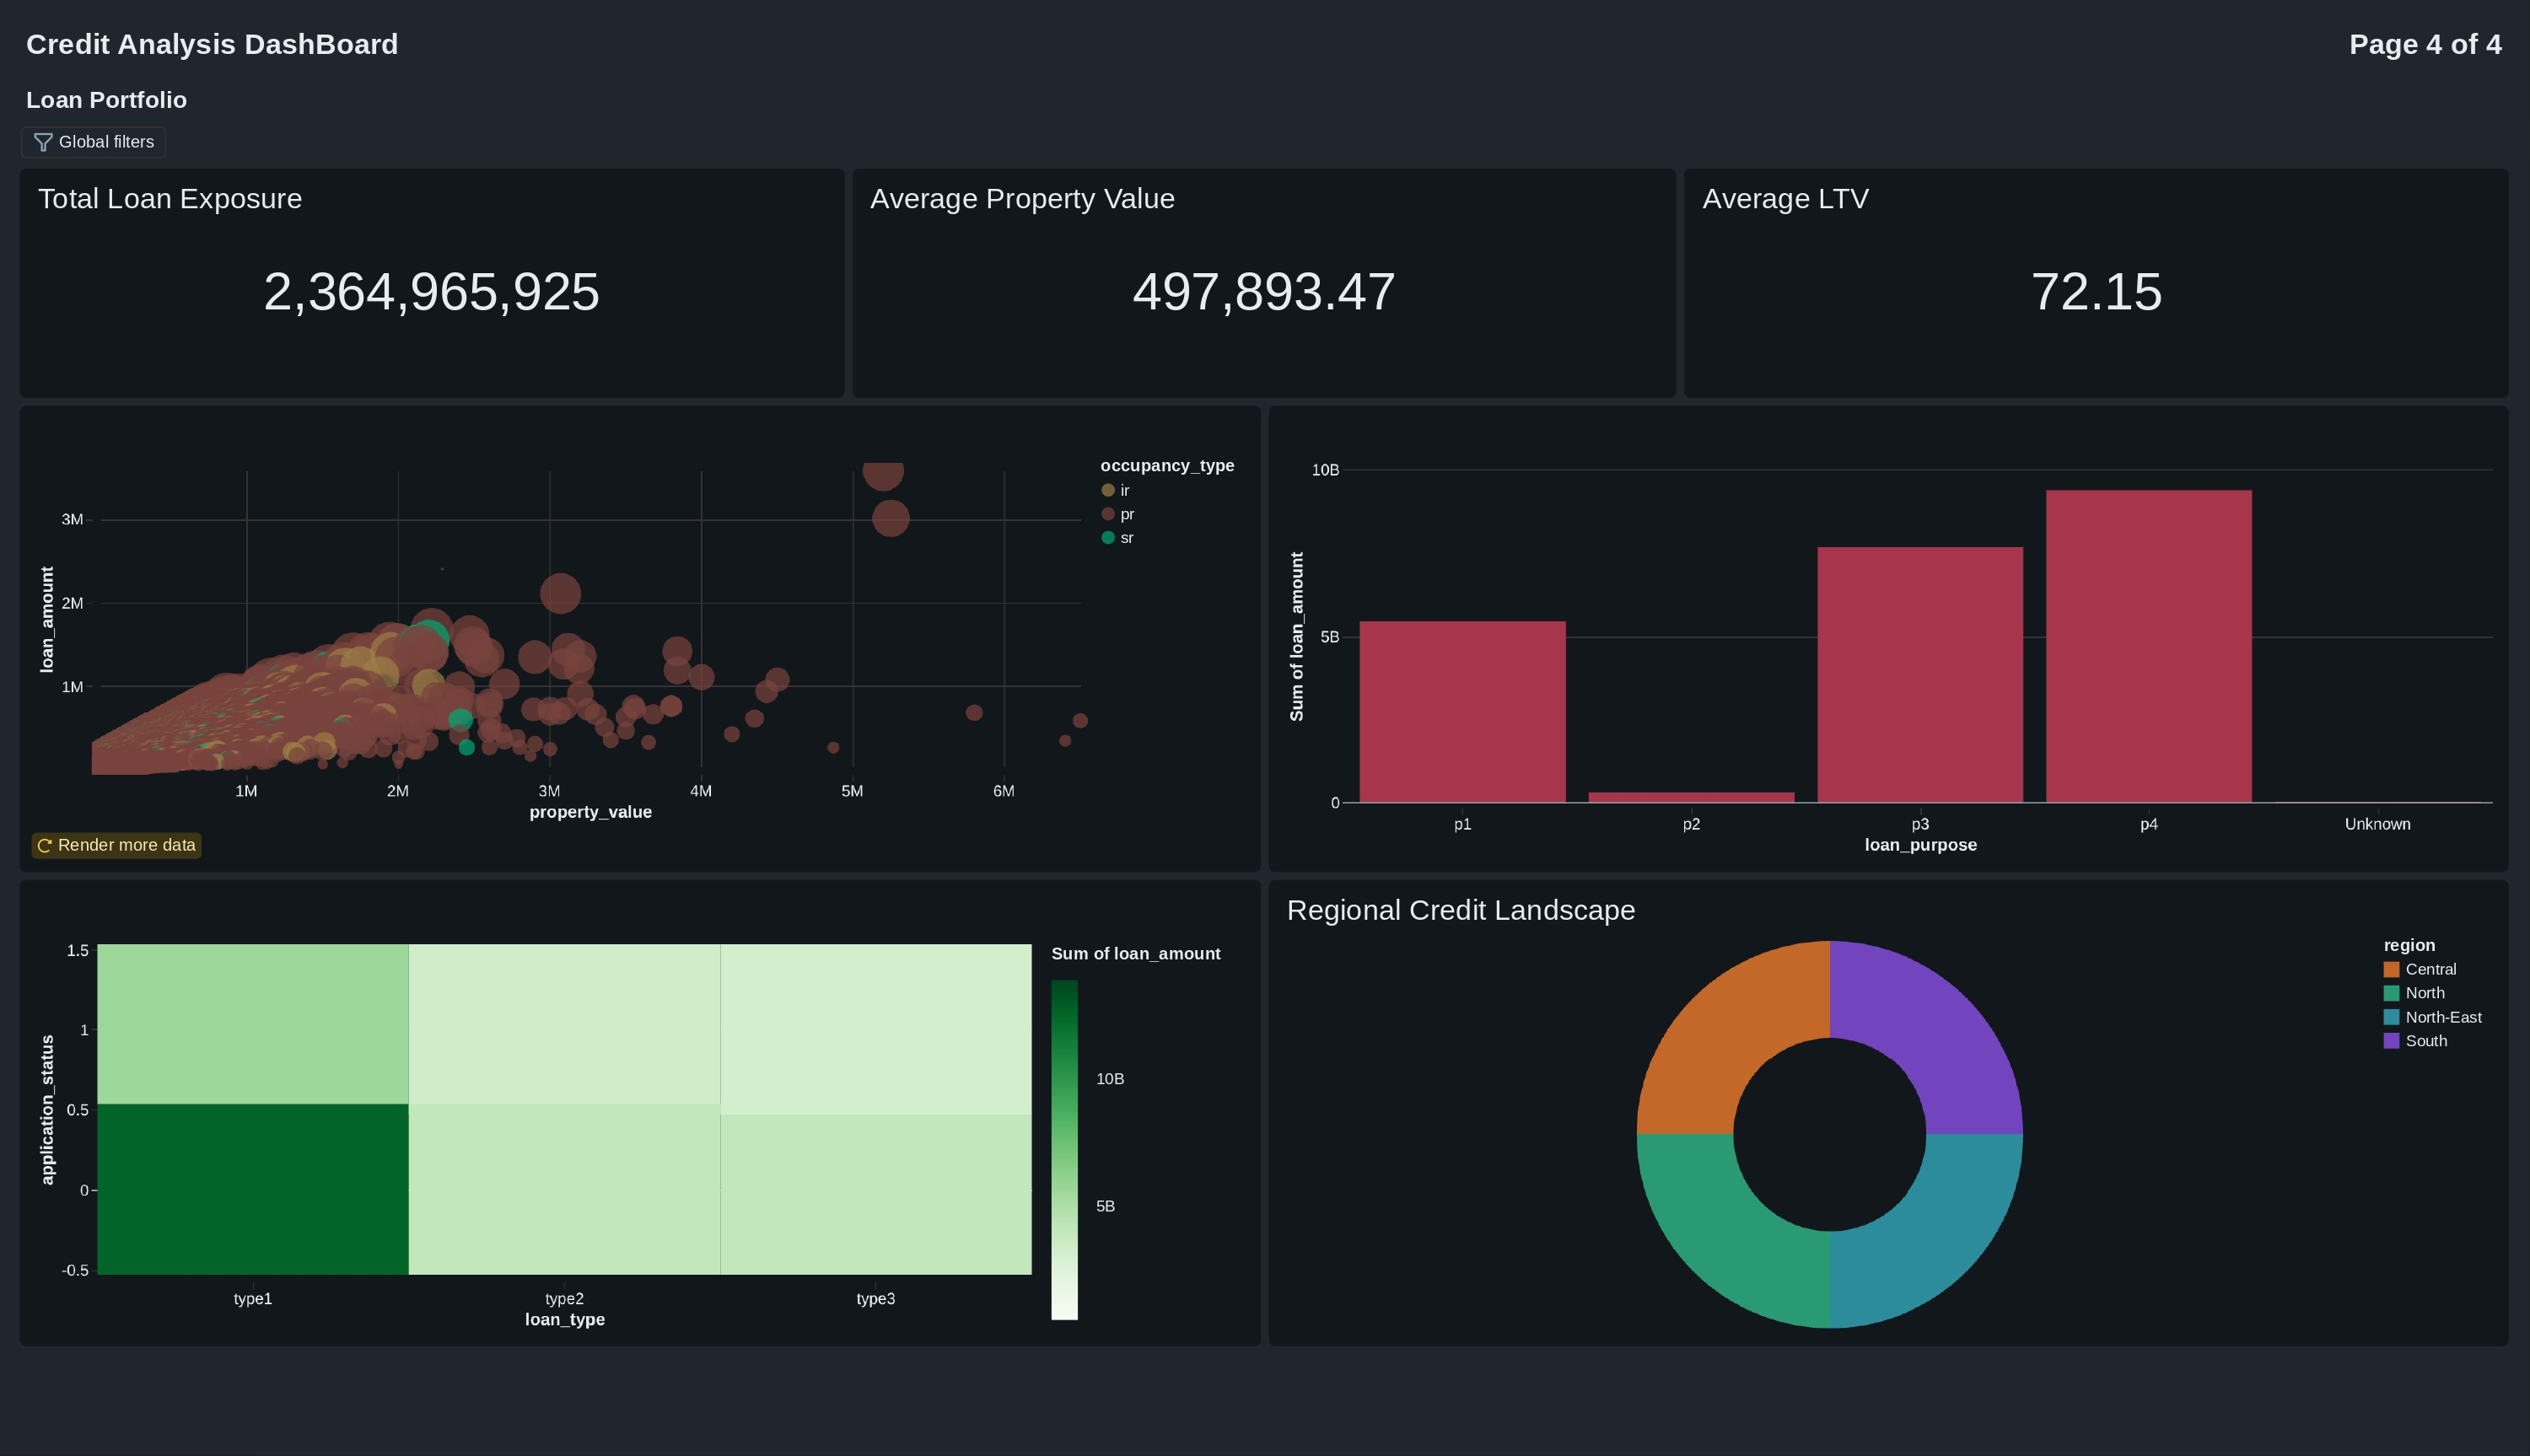 Credit Analysis DashBoard
Page 4 of 4
Loan Portfolio
Global filters
Total Loan Exposure
2,364,965,925
Average Property Value
497,893.47
Average LTV
72.15
loan_amount
3M
2M
1M
1M 2M 3M 4M 5M 6M
property_value
occupancy_type
ir
pr
sr
Render more data
Sum of loan_amount
10B
5B
0
p1 p2 p3 p4 Unknown
loan_purpose
application_status
1.5
1
0.5
0
-0.5
type1 type2 type3
loan_type
Sum of loan_amount
10B
5B
Regional Credit Landscape
region
Central
North
North-East
South